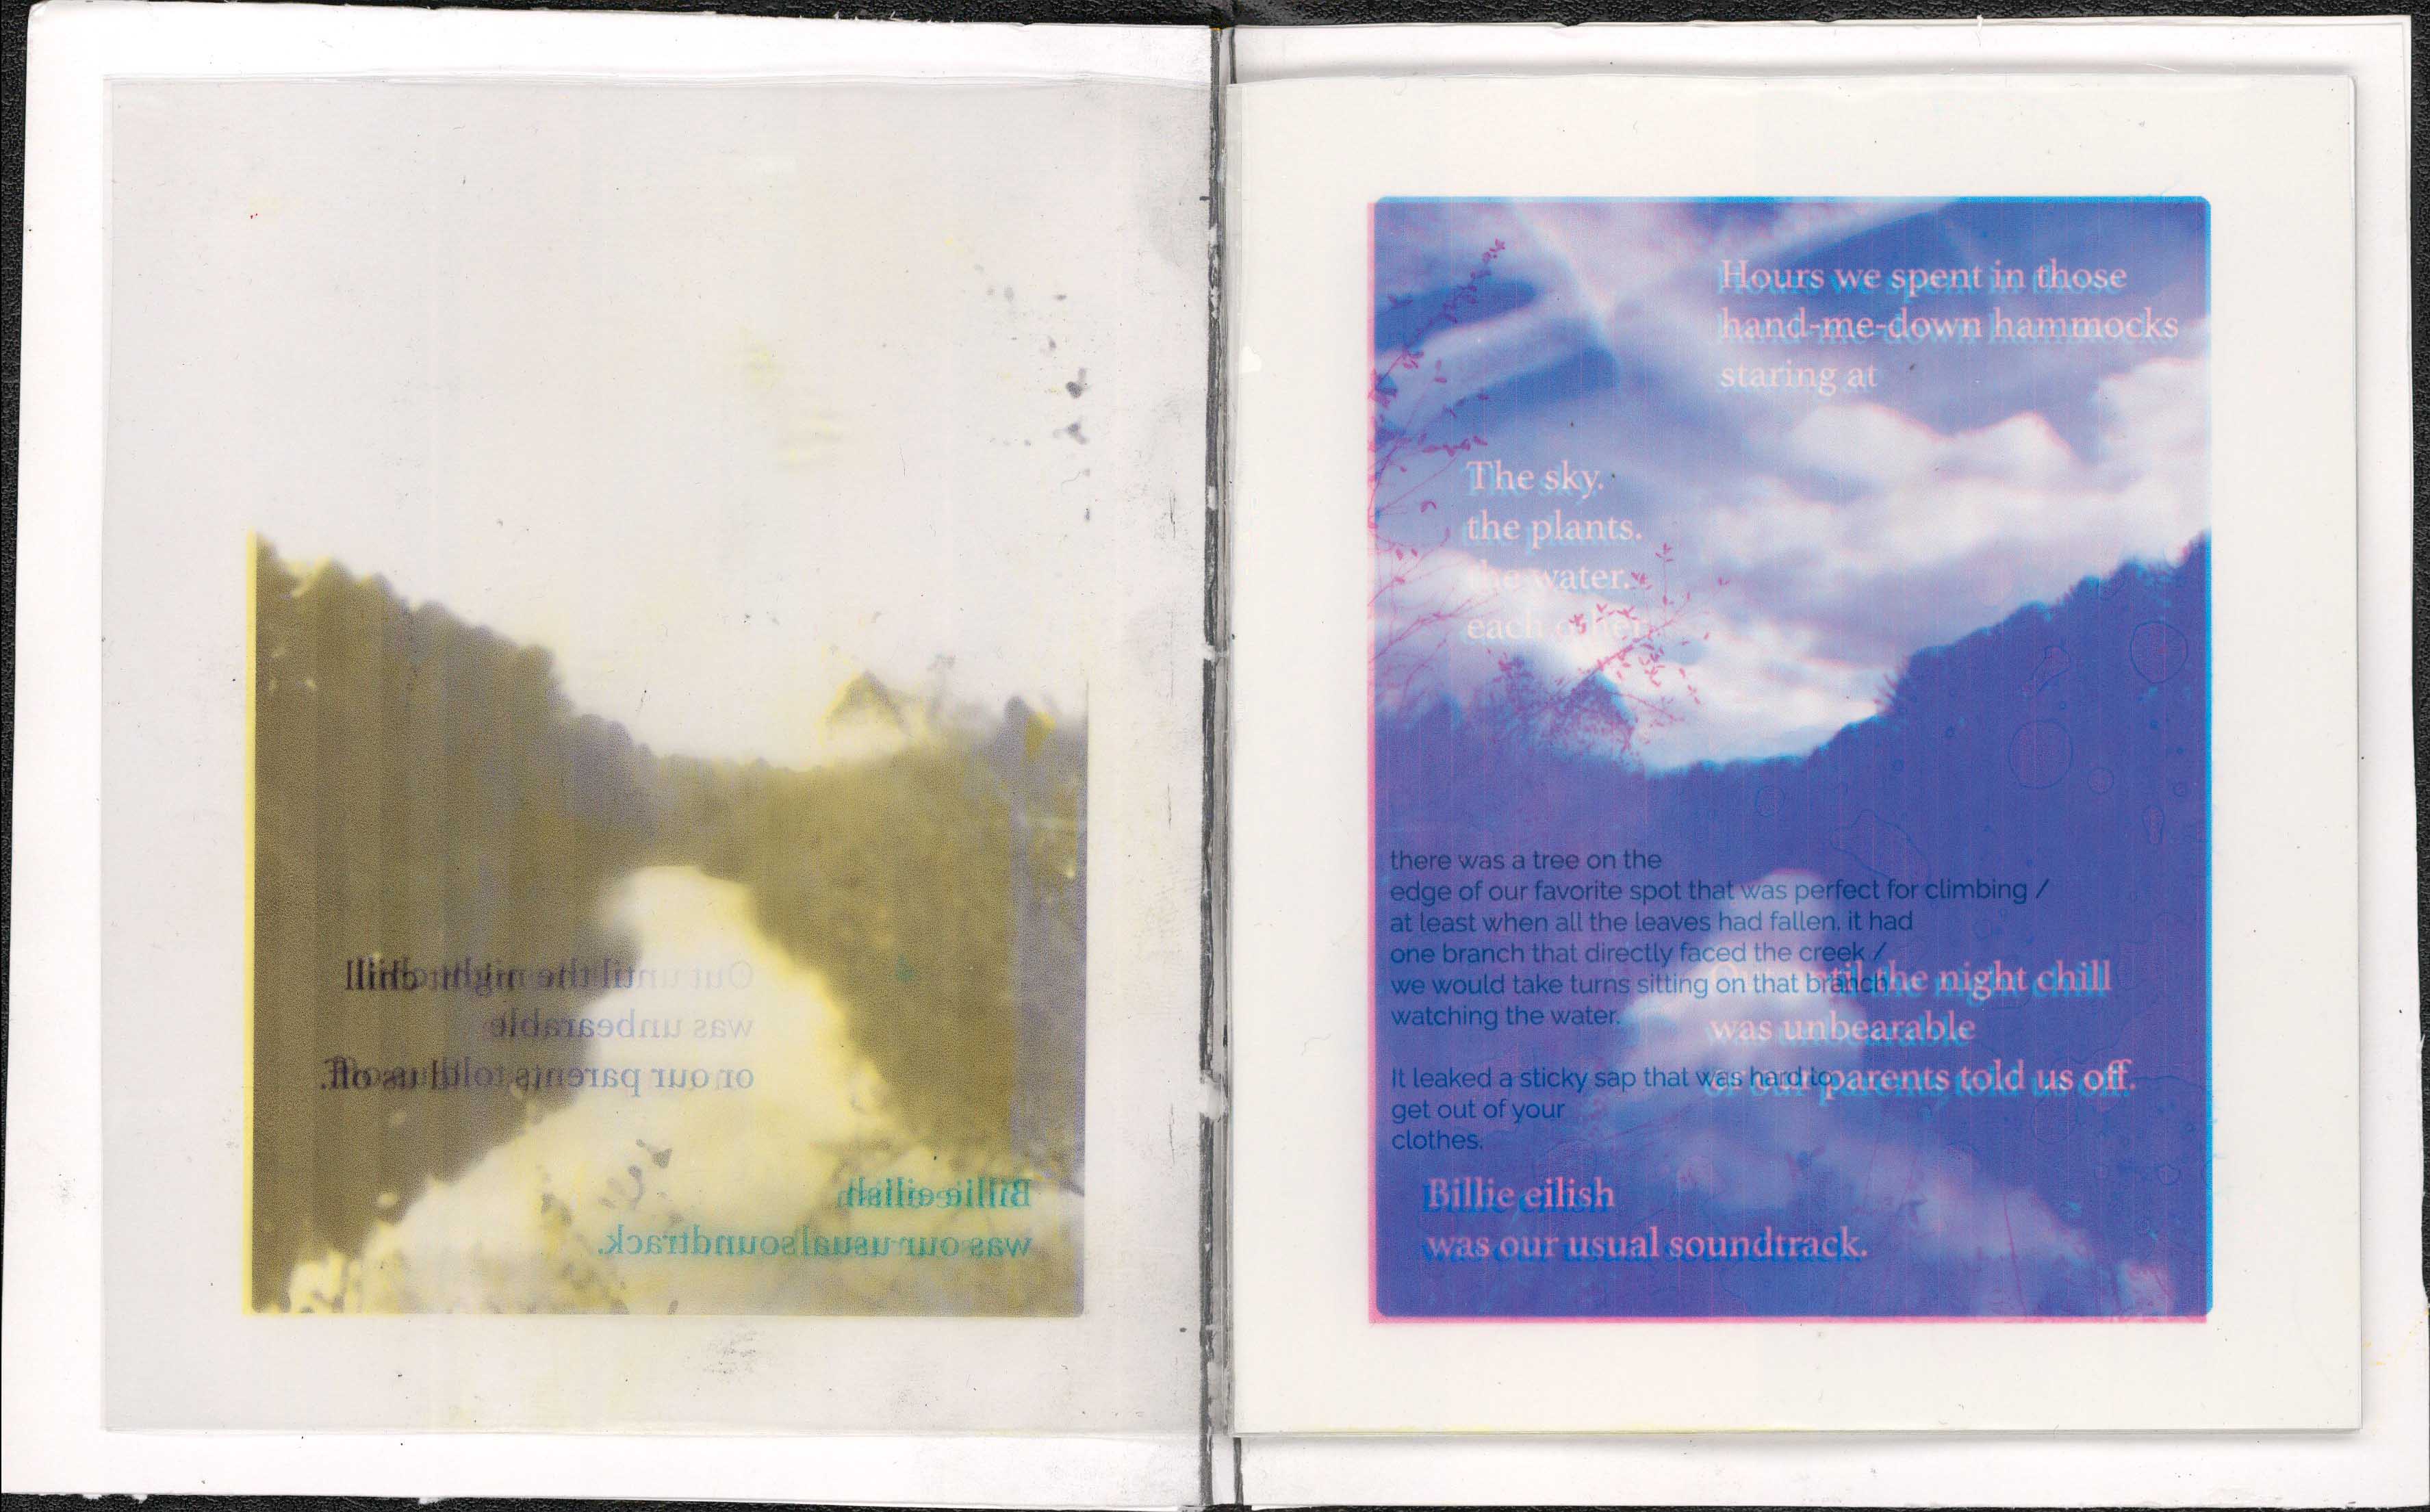 Out until the night chill
was unbearable
or our parents told us off.
Billie eilish
was our usual soundtrack.
Hours we spent in those
hand-me-down hammocks
staring at
The sky.
the plants.
the water.
each other
there was a tree on the
edge of our favorite spot that was perfect for climbing /
at least when all the leaves had fallen. it had
one branch that directly faced the creek /
we would take turns sitting on that branch
watching the water.
It leaked a sticky sap that was hard to
get out of your
clothes.
Out until the night chill
was unbearable
or our parents told us off.
Billie eilish
was our usual soundtrack.